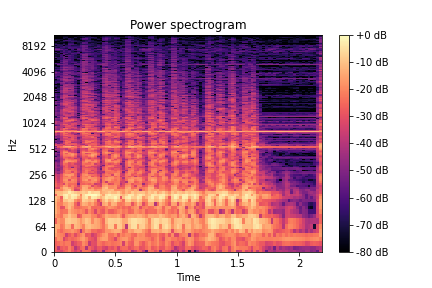 Power spectrogram
Hz
8192
4096
2048
1024
512
256
128
64
0
0
0.5
1
1.5
2
Time
+0 dB
-10 dB
-20 dB
-30 dB
-40 dB
-50 dB
-60 dB
-70 dB
-80 dB